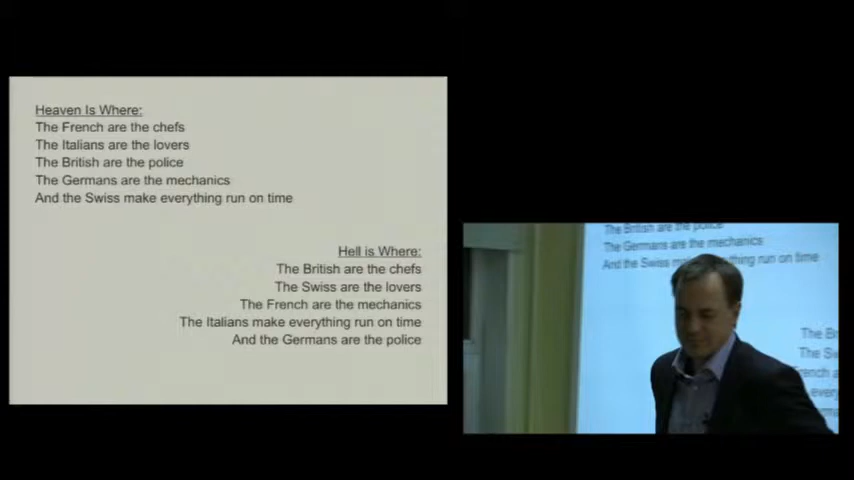 Heaven Is Where:
The French are the chefs
The Italians are the lovers
The British are the police
The Germans are the mechanics
And the Swiss make everything run on time
Hell is Where:
The British are the chefs
The Swiss are the lovers
The French are the mechanics
The Italians make everything run on time
And the Germans are the police
The British are the police
The Germans are the mechanics
And the Swiss thing run on time
The
The